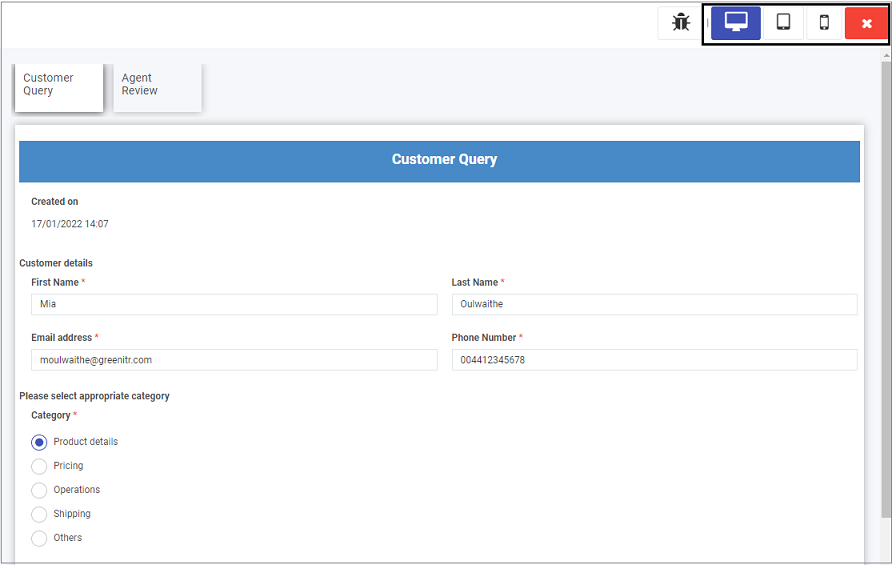 Customer
Query
Agent
Review
Customer Query
Created on
17/01/2022 14:07
Customer details
First Name *
Last Name *
Mia
Oulwaithe
Email address *
Phone Number *
moulwaithe@greenitr.com
004412345678
Please select appropriate category
Category *
Product details
Pricing
Operations
Shipping
Others